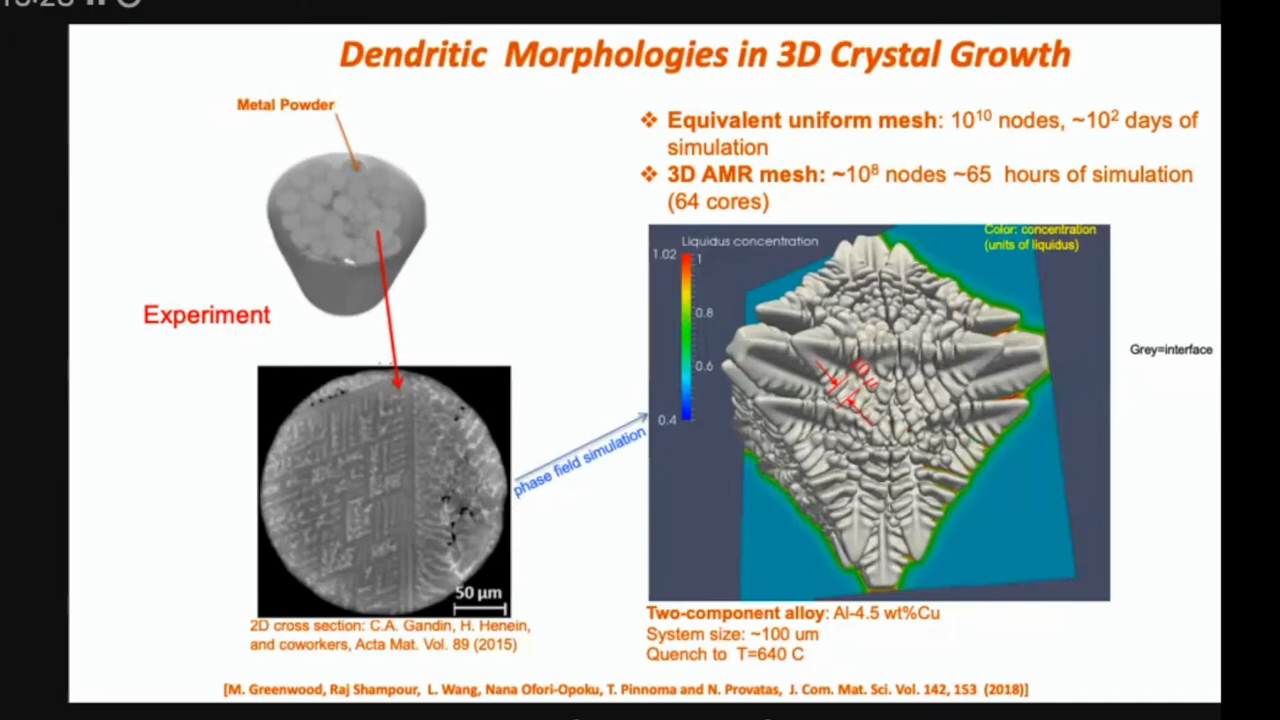 Dendritic Morphologies in 3D Crystal Growth
Metal Powder
❖ Equivalent uniform mesh: 10¹⁰ nodes, ~10² days of
simulation
❖ 3D AMR mesh: ~10⁸ nodes ~65 hours of simulation
(64 cores)
Experiment
Color: concentration
(units of liquidus)
Liquidus concentration
1.02
1
0.8
0.6
0.4
10 μ
Grey=interface
phase field simulation
50 µm
2D cross section: C.A. Gandin, H. Henein,
and coworkers, Acta Mat. Vol. 89 (2015)
Two-component alloy: Al-4.5 wt%Cu
System size: ~100 um
Quench to T=640 C
[M. Greenwood, Raj Shampour, L. Wang, Nana Ofori-Opoku, T. Pinnoma and N. Provatas, J. Com. Mat. Sci. Vol. 142, 153 (2018)]